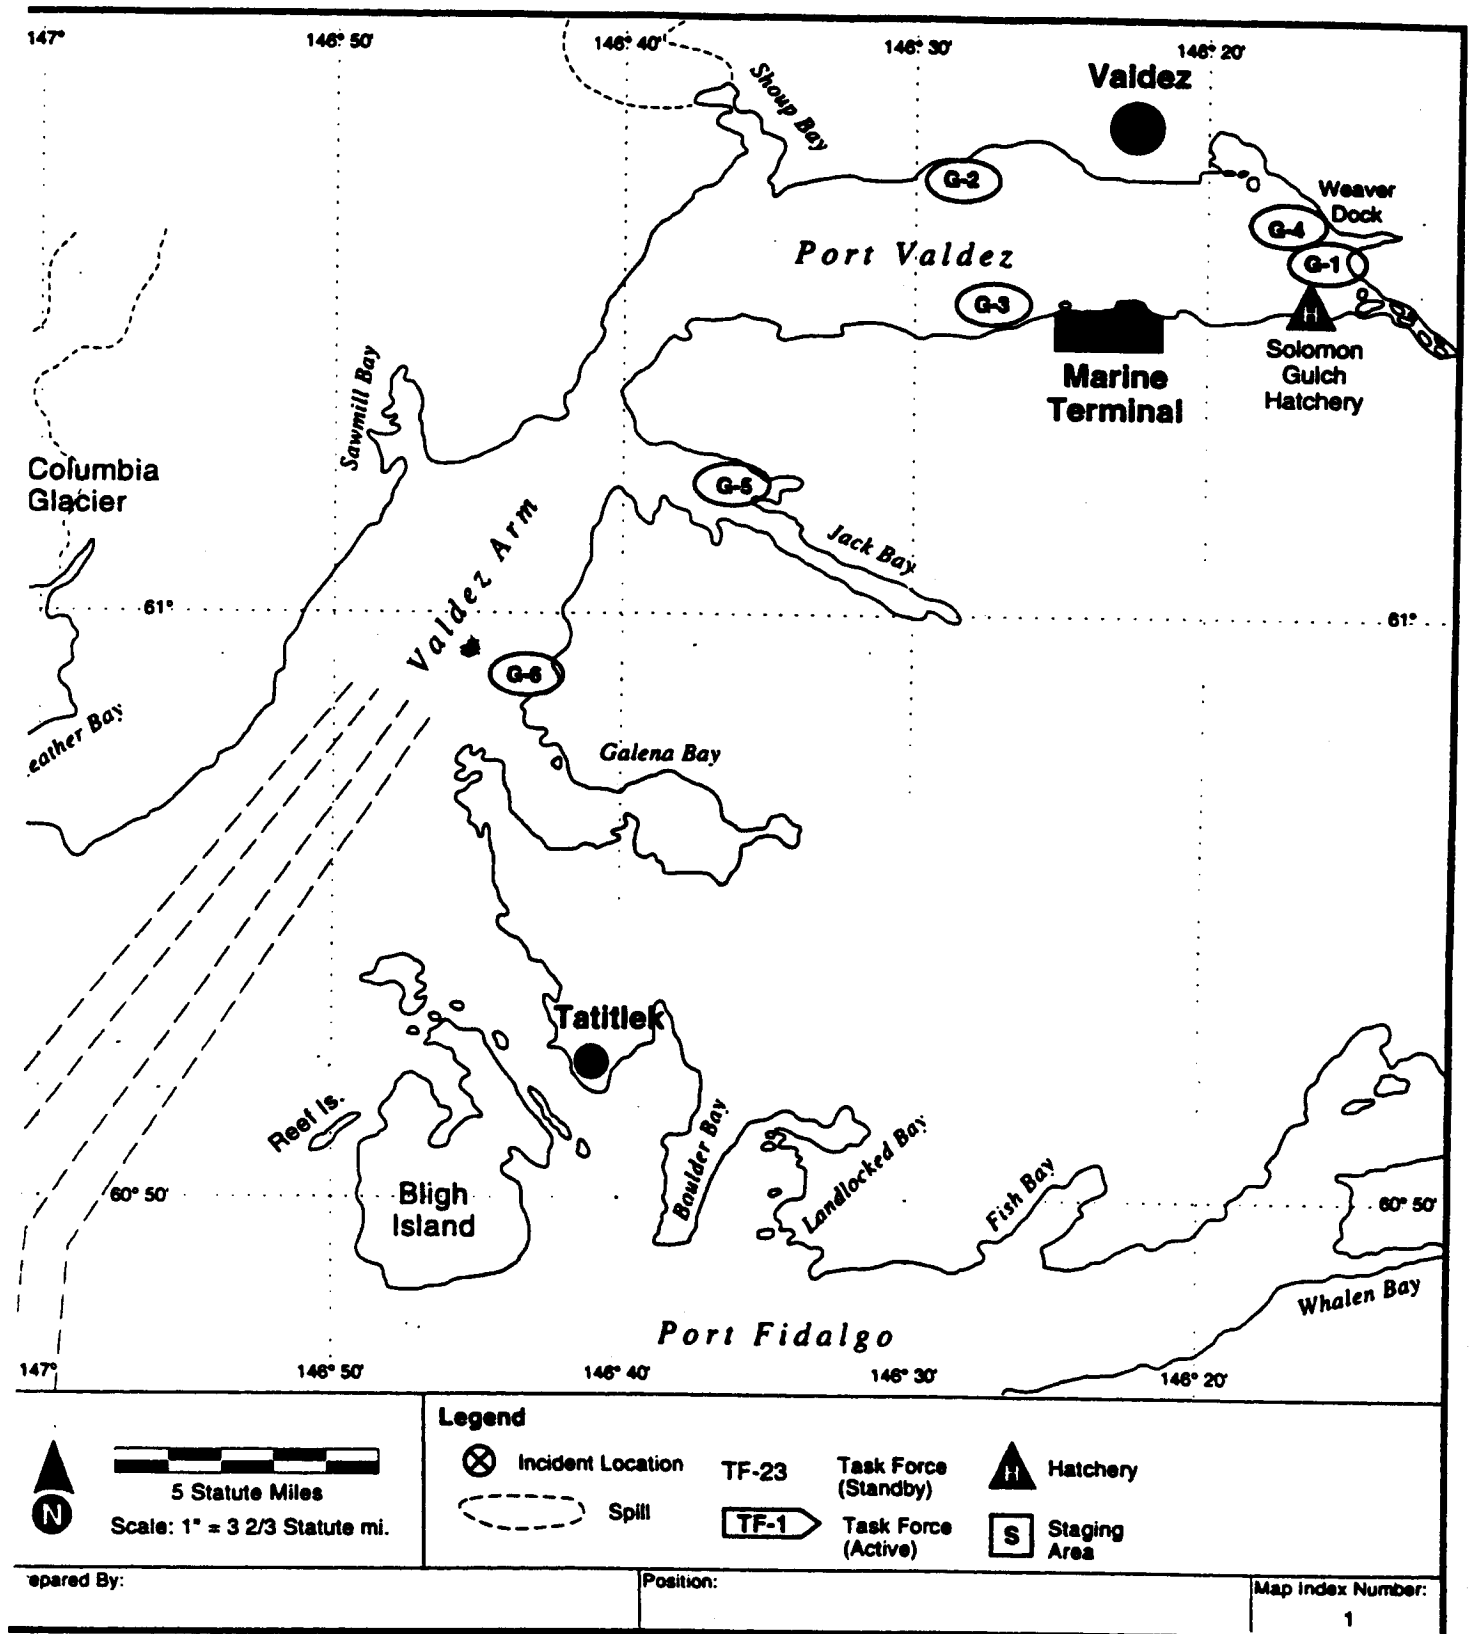 147°
146° 50'
146° 40'
146° 30'
146° 20'
Valdez
Shoup Bay
G-2
Weaver
Dock
G-4
Port Valdez
G-1
G-3
H
Solomon
Gulch
Hatchery
Marine
Terminal
Sawmill Bay
Columbia
Glacier
G-5
Valdez Arm
Jack Bay
61°
61°
G-6
eather Bay
Galena Bay
Tatitlek
Reef Is.
Boulder Bay
Landlocked Bay
Fish Bay
60° 50'
Bligh
Island
60° 50'
Whalen Bay
Port Fidalgo
147°
146° 50'
146° 40'
146° 30'
146° 20'
Legend
Incident Location
TF-23
Task Force
(Standby)
H
Hatchery
5 Statute Miles
N
Scale: 1" = 3 2/3 Statute mi.
Spill
TF-1
Task Force
(Active)
S
Staging
Area
epared By:
Position:
Map Index Number:
1